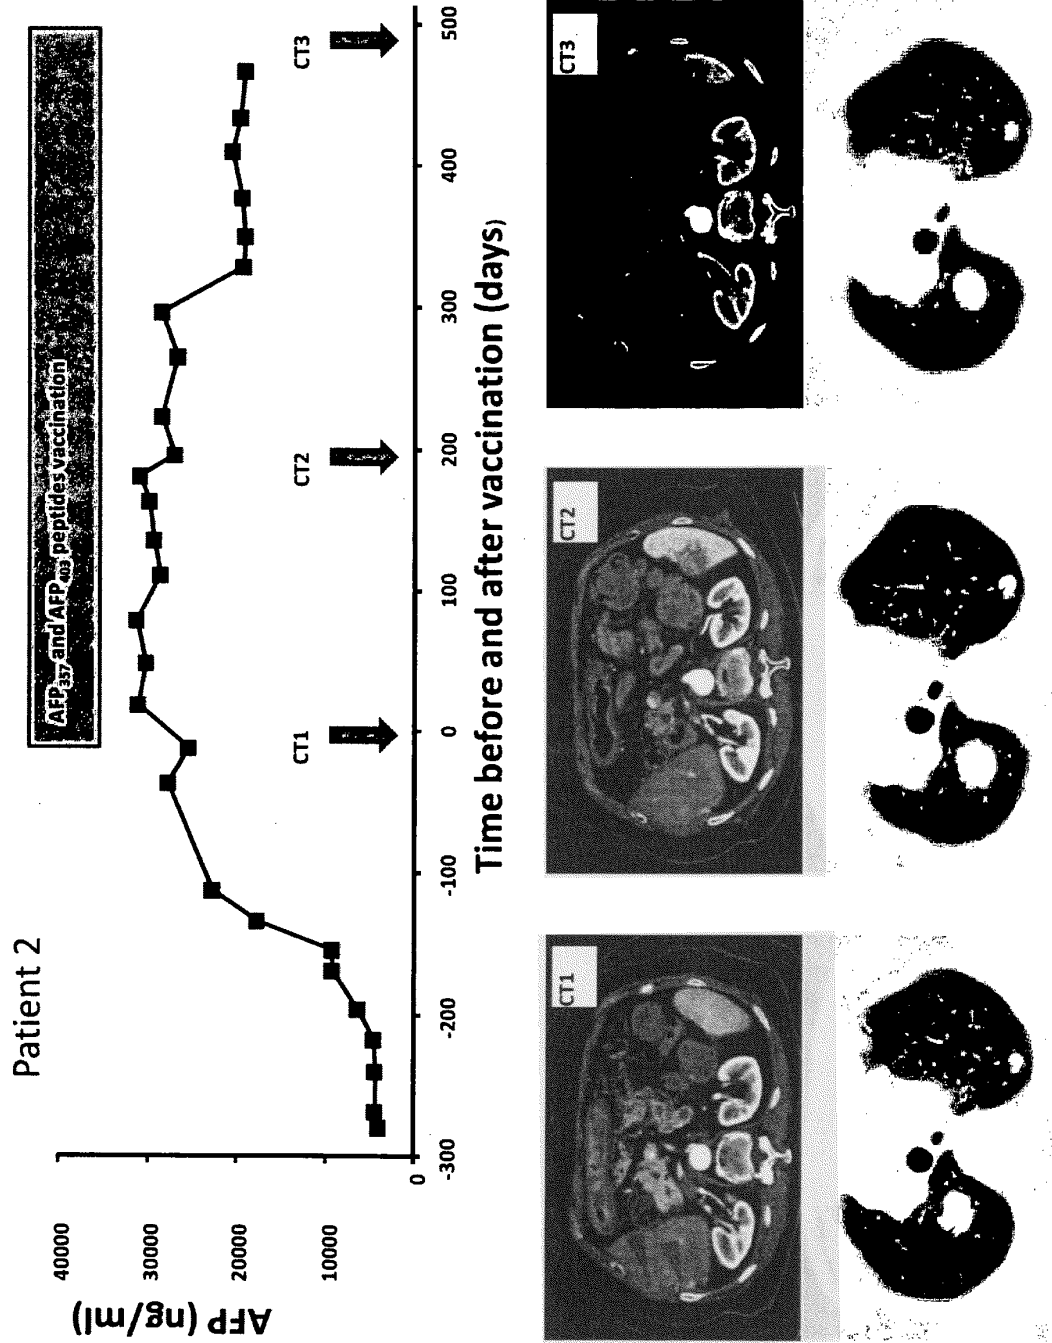 Patient 2
AFP357 and AFP403 peptides vaccination
AFP (ng/ml)
40000
30000
20000
10000
0
CT1
CT2
CT3
-300
-200
-100
0
100
200
300
400
500
Time before and after vaccination (days)
CT1
CT2
CT3